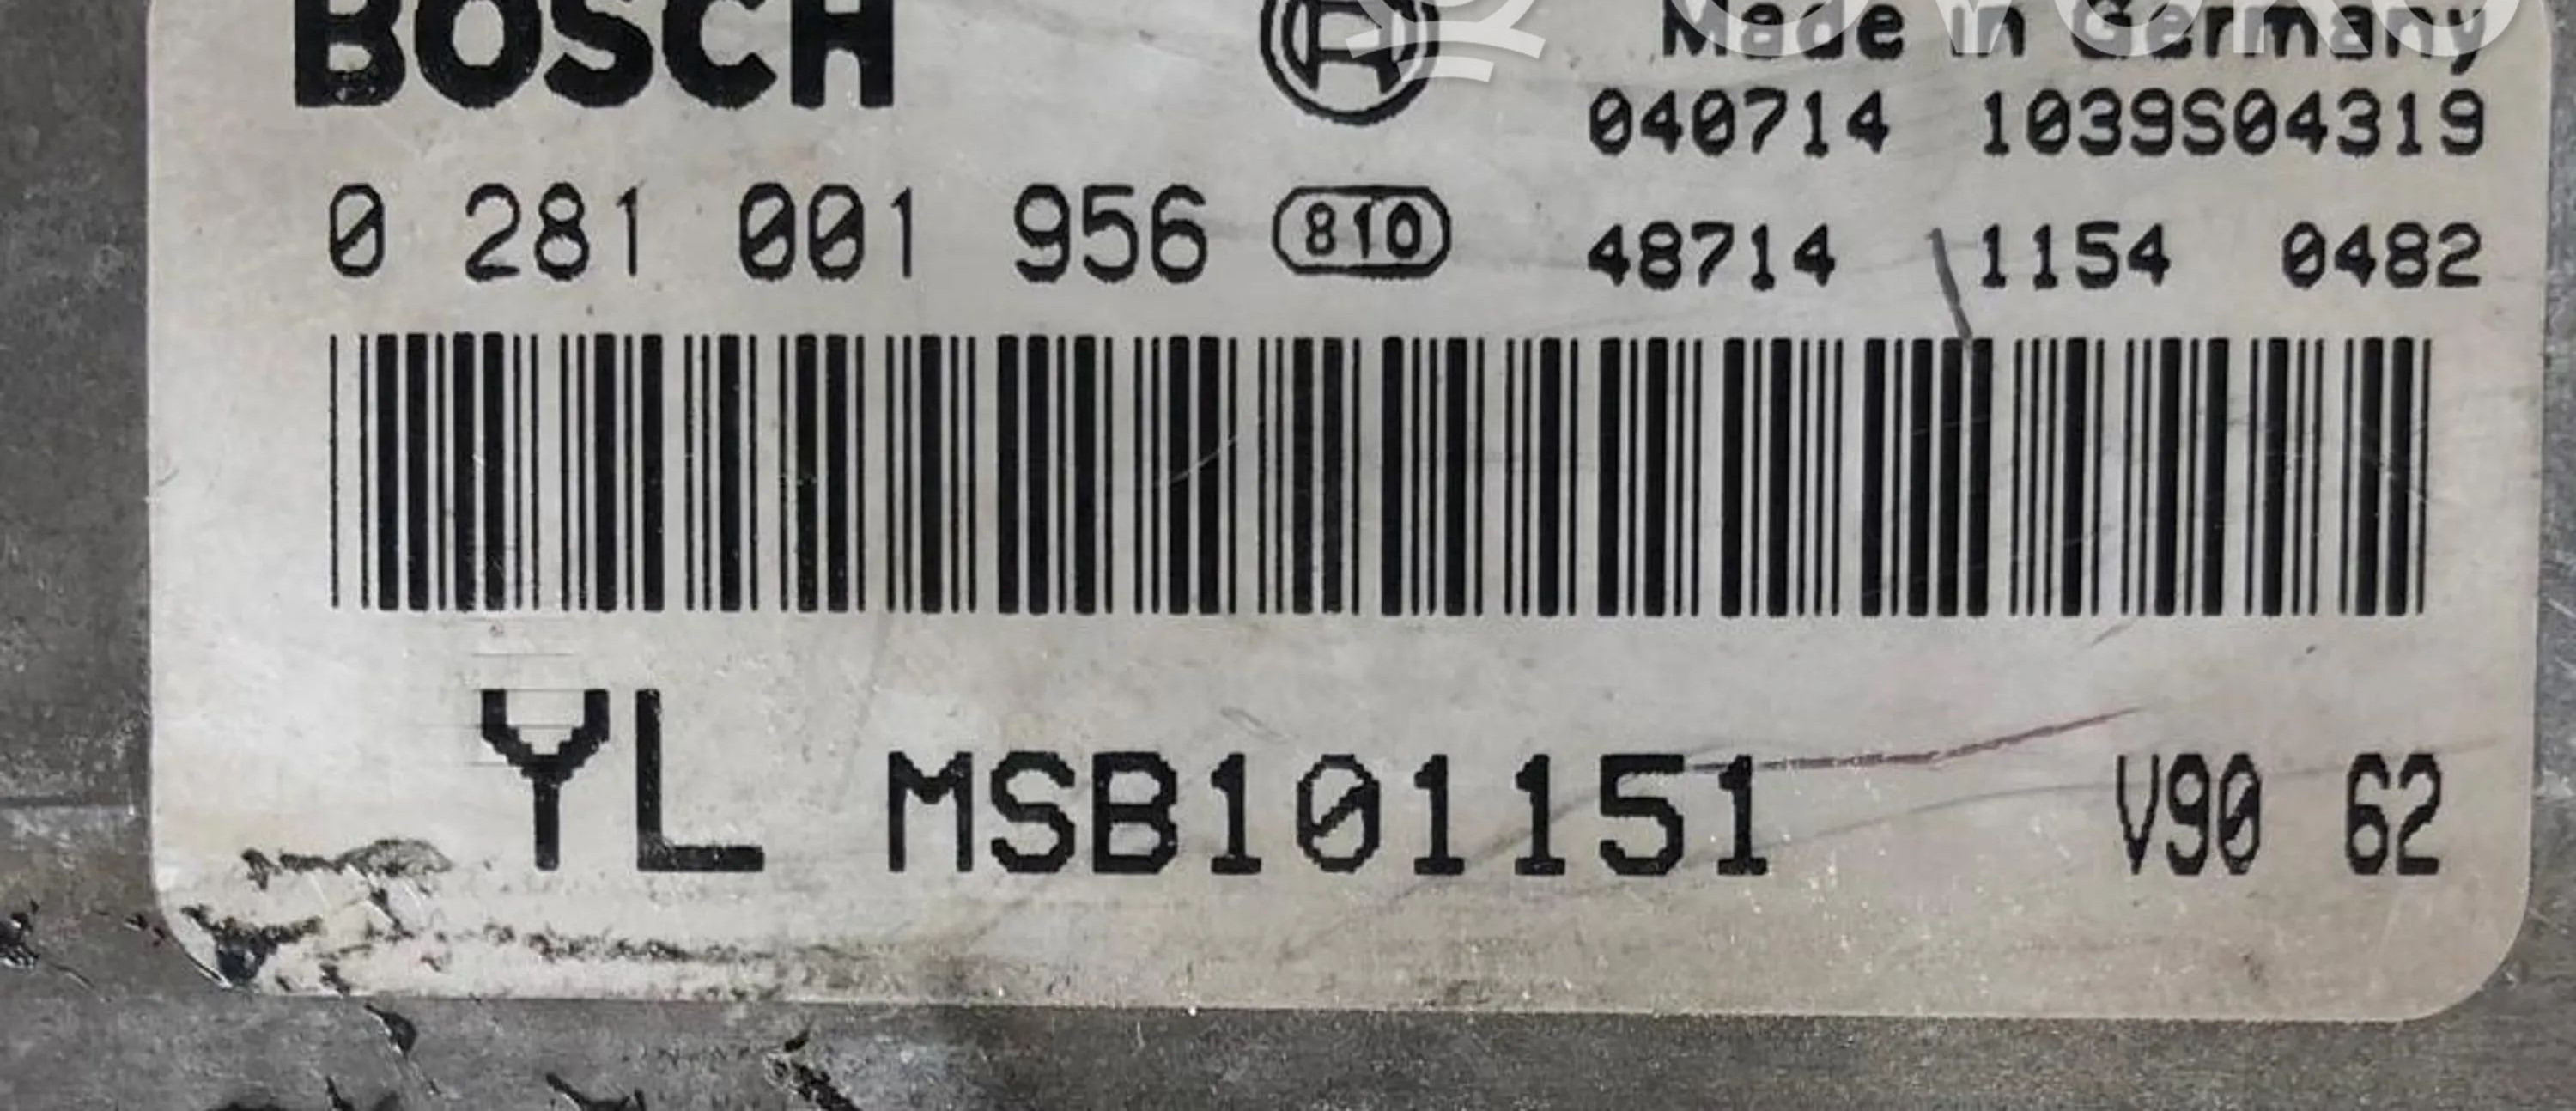 BOSCH
Made in Germany
040714 1039S04319
0 281 001 956 810
48714 1154 0482
YL MSB101151 V90 62